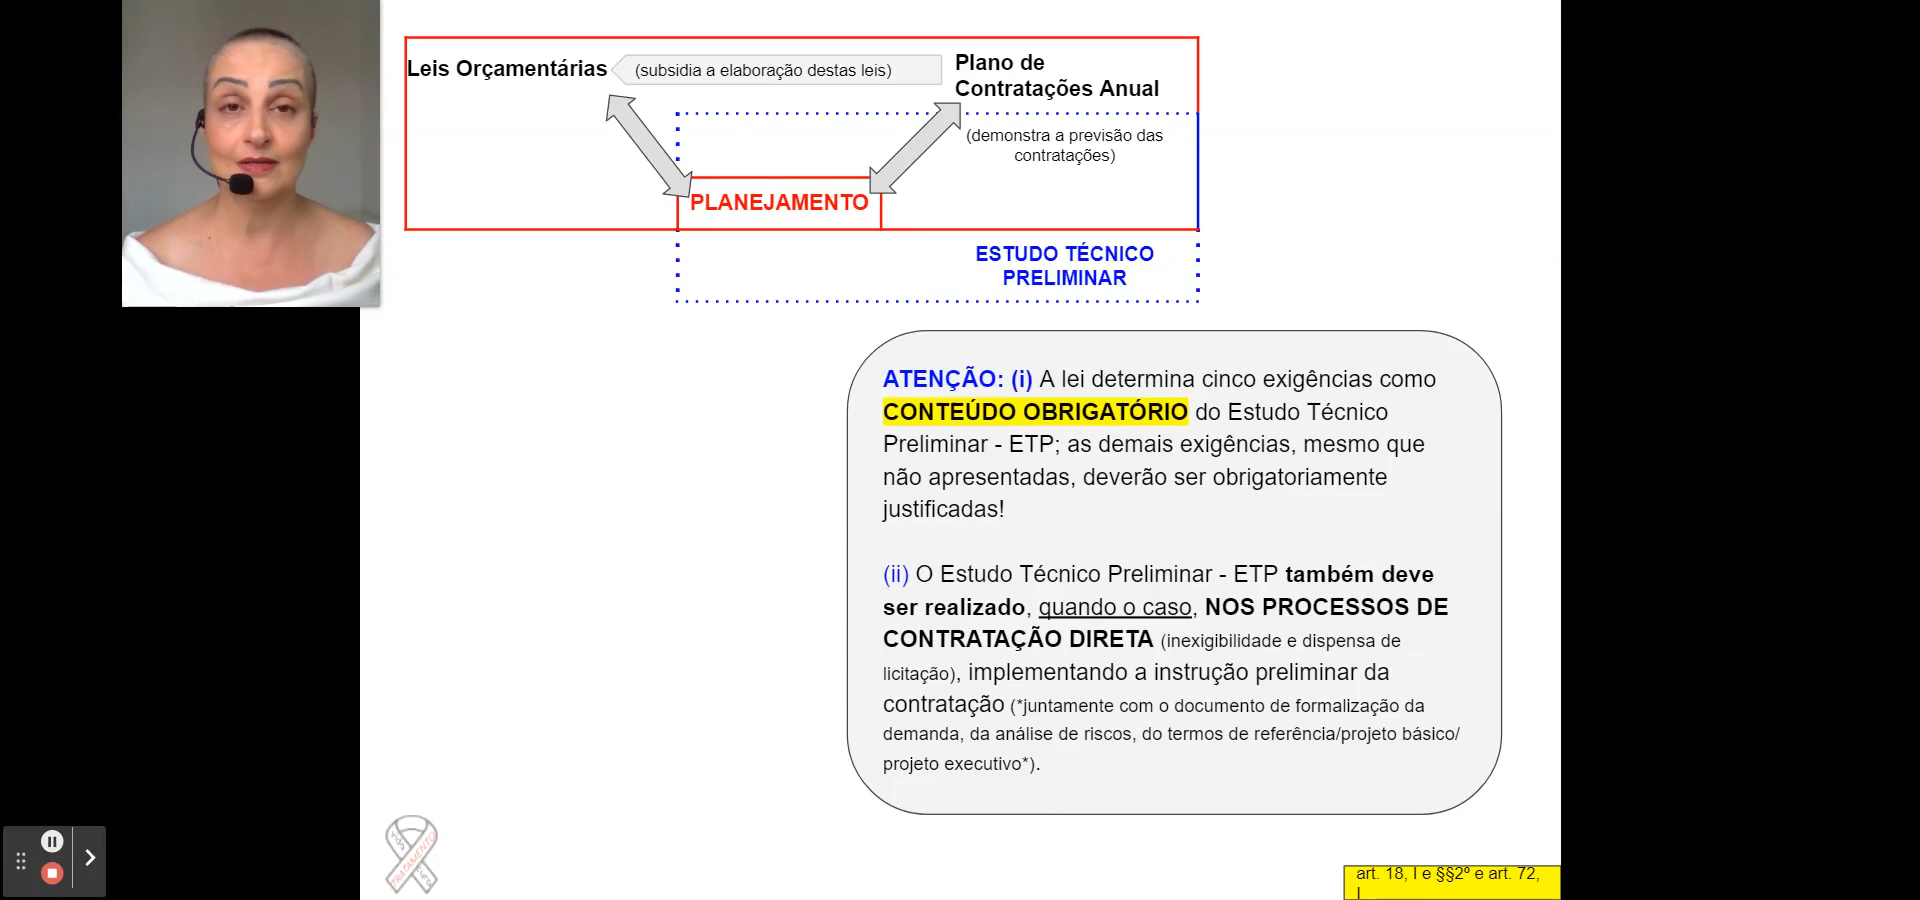 Leis Orçamentárias
(subsidia a elaboração destas leis)
Plano de
Contratações Anual
(demonstra a previsão das
contratações)
PLANEJAMENTO
ESTUDO TÉCNICO
PRELIMINAR
ATENÇÃO: (i) A lei determina cinco exigências como
CONTEÚDO OBRIGATÓRIO do Estudo Técnico
Preliminar - ETP; as demais exigências, mesmo que
não apresentadas, deverão ser obrigatoriamente
justificadas!
(ii) O Estudo Técnico Preliminar - ETP também deve
ser realizado, quando o caso, NOS PROCESSOS DE
CONTRATAÇÃO DIRETA (inexigibilidade e dispensa de
licitação), implementando a instrução preliminar da
contratação (*juntamente com o documento de formalização da
demanda, da análise de riscos, do termos de referência/projeto básico/
projeto executivo*).
TRATAMENTO
art. 18, I e §§2º e art. 72,
I